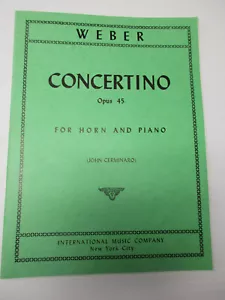 WEBER
CONCERTINO
Opus 45
FOR HORN AND PIANO
(JOHN CERMINARO)
INTERNATIONAL MUSIC COMPANY
New York City